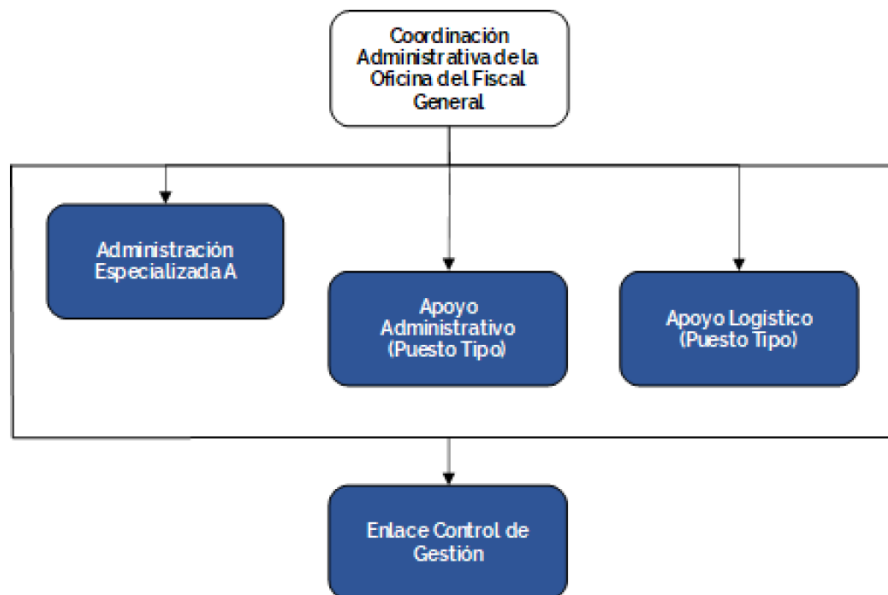 Coordinación
Administrativa de la
Oficina del Fiscal
General
Administración
Especializada A
Apoyo
Administrativo
(Puesto Tipo)
Apoyo Logístico
(Puesto Tipo)
Enlace Control de
Gestión